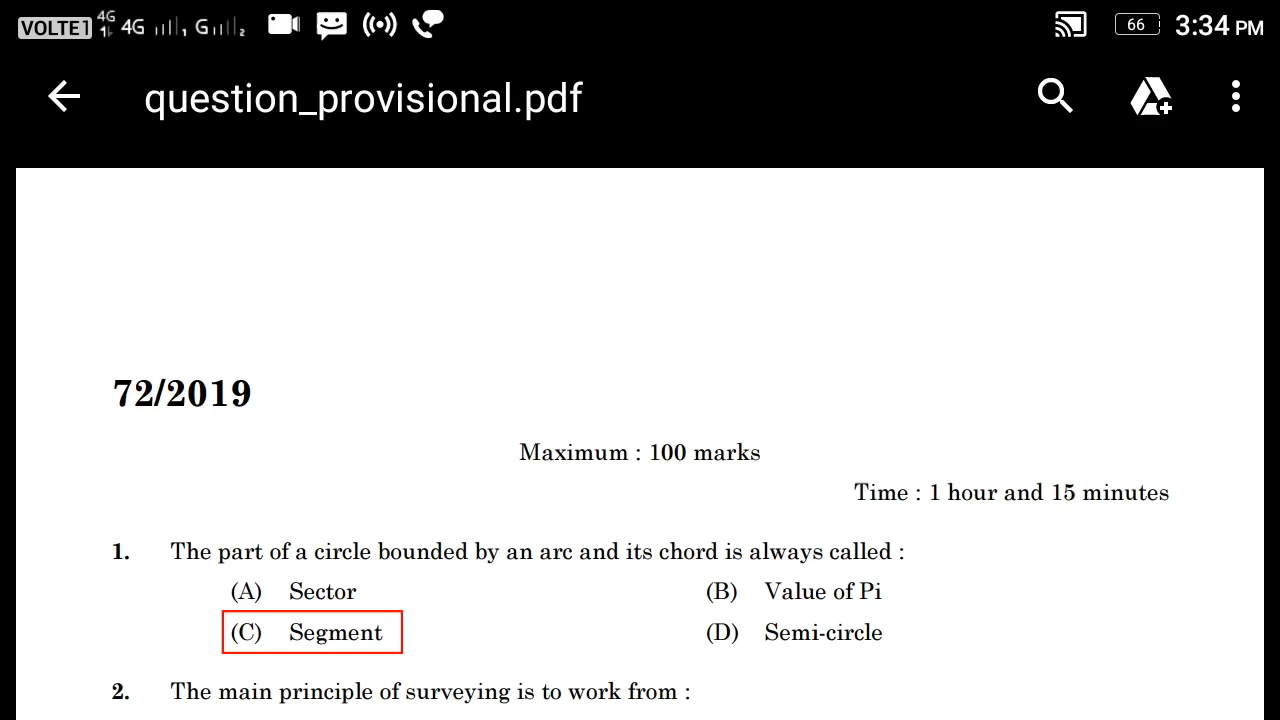 VOLTE1 4G 4G 1 G 2 66 3:34 PM
question_provisional.pdf
72/2019
Maximum : 100 marks
Time : 1 hour and 15 minutes
1. The part of a circle bounded by an arc and its chord is always called :
(A) Sector (B) Value of Pi
(C) Segment (D) Semi-circle
2. The main principle of surveying is to work from :